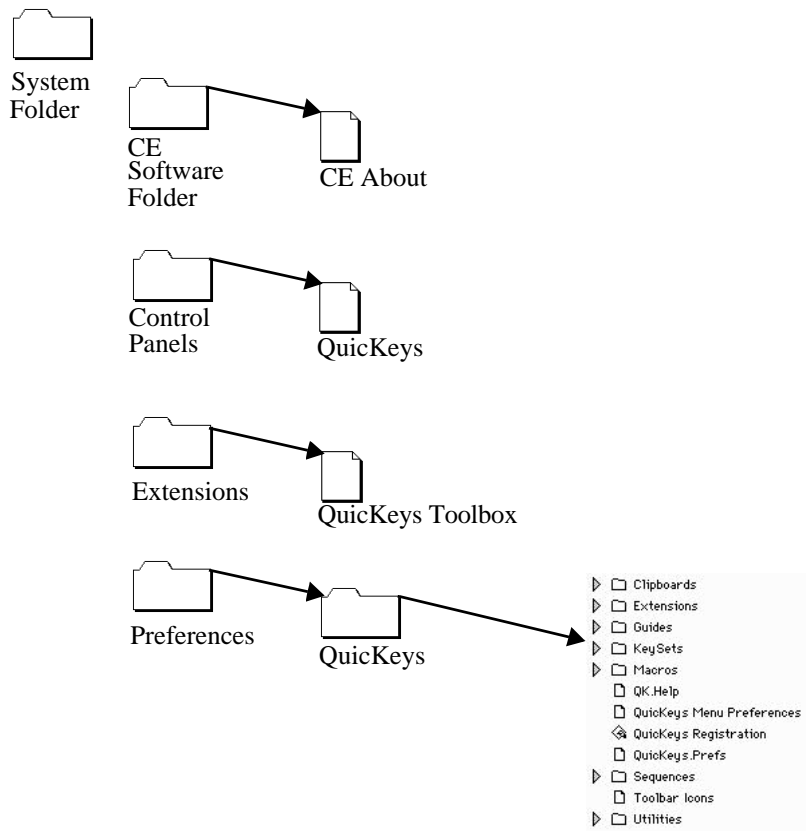 System
Folder
CE
Software
Folder
CE About
Control
Panels
QuicKeys
Extensions
QuicKeys Toolbox
Preferences
QuicKeys
Clipboards
Extensions
Guides
KeySets
Macros
QK.Help
QuicKeys Menu Preferences
QuicKeys Registration
QuicKeys.Prefs
Sequences
Toolbar Icons
Utilities